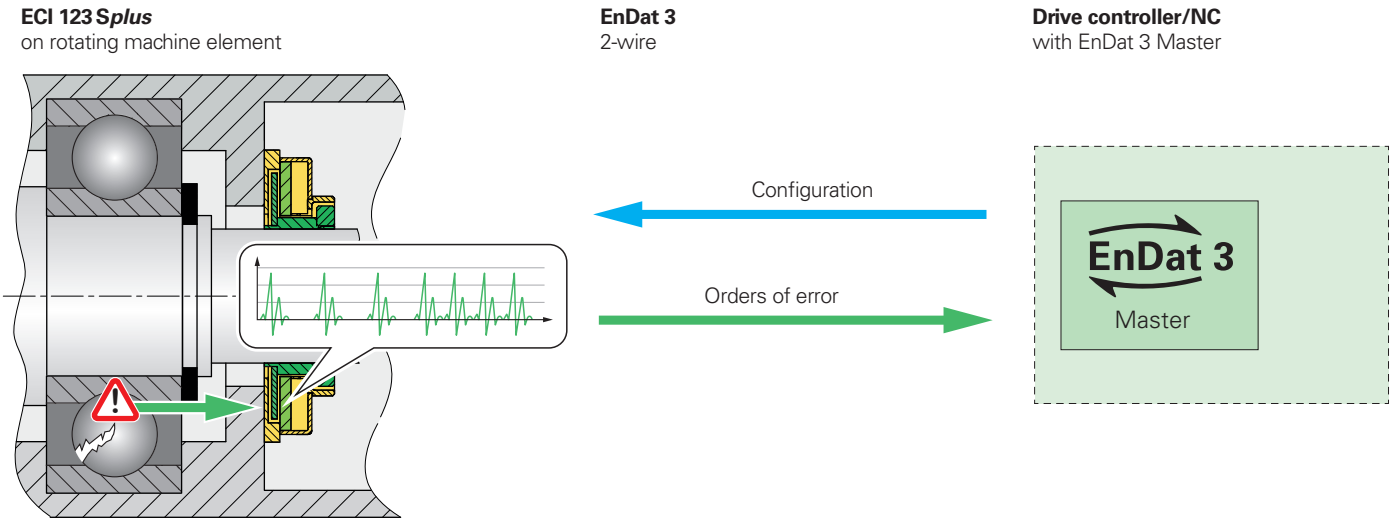 ECI 123 Splus
on rotating machine element
EnDat 3
2-wire
Drive controller/NC
with EnDat 3 Master
Configuration
Orders of error
EnDat 3
Master
!